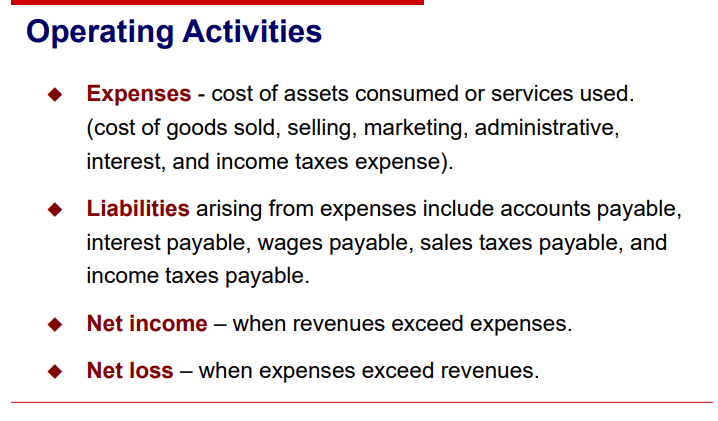 Operating Activities
Expenses - cost of assets consumed or services used.
(cost of goods sold, selling, marketing, administrative,
interest, and income taxes expense).
Liabilities arising from expenses include accounts payable,
interest payable, wages payable, sales taxes payable, and
income taxes payable.
Net income – when revenues exceed expenses.
Net loss – when expenses exceed revenues.